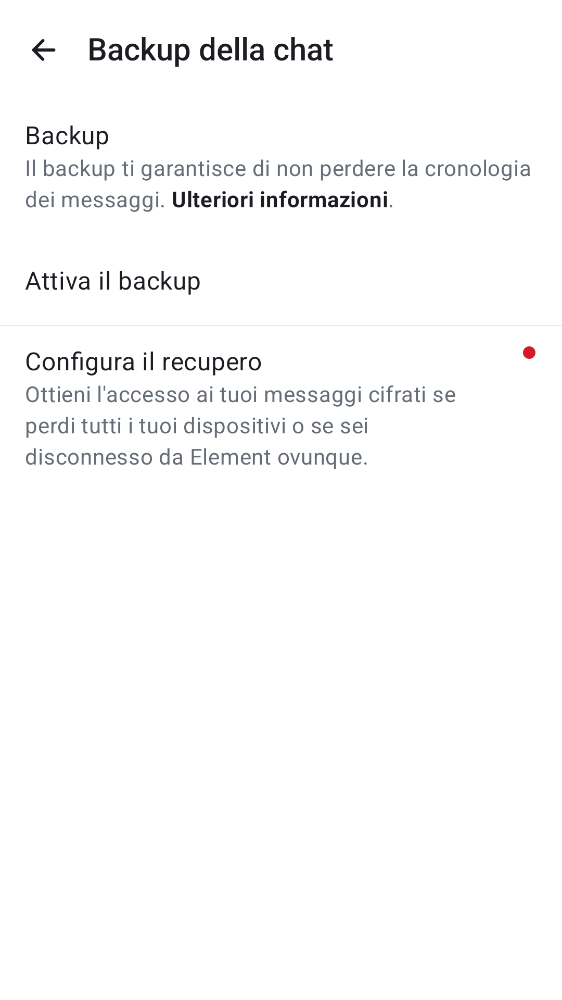 Backup della chat
Backup
Il backup ti garantisce di non perdere la cronologia
dei messaggi. Ulteriori informazioni.
Attiva il backup
Configura il recupero
Ottieni l'accesso ai tuoi messaggi cifrati se
perdi tutti i tuoi dispositivi o se sei
disconnesso da Element ovunque.